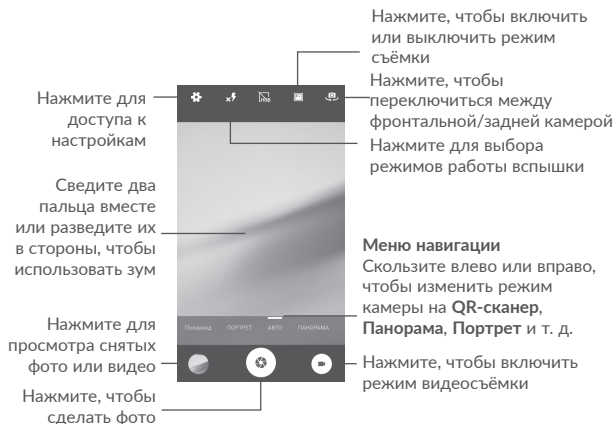 Нажмите, чтобы включить
или выключить режим
съёмки
Нажмите, чтобы
переключиться между
фронтальной/задней камерой
Нажмите для выбора
режимов работы вспышки
Нажмите для
доступа к
настройкам
Сведите два
пальца вместе
или разведите их
в стороны, чтобы
использовать зум
Меню навигации
Скользите влево или вправо,
чтобы изменить режим
камеры на QR-сканер,
Панорама, Портрет и т. д.
Полароид ПОРТРЕТ АВТО ПАНОРАМА
Нажмите для
просмотра снятых
фото или видео
Нажмите, чтобы включить
режим видеосъёмки
Нажмите, чтобы
сделать фото